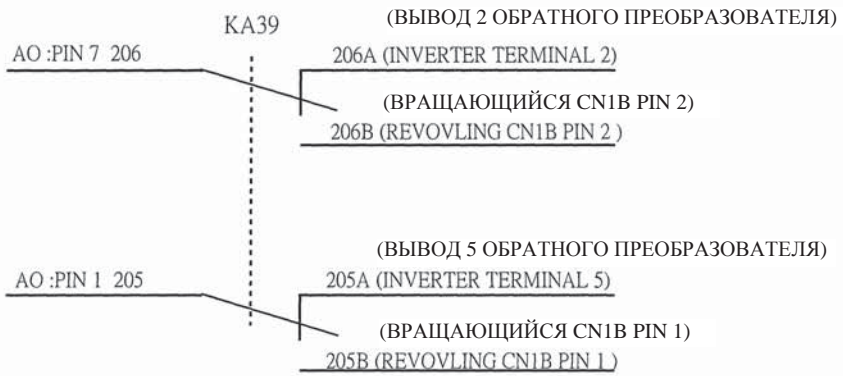 (ВЫВОД 2 ОБРАТНОГО ПРЕОБРАЗОВАТЕЛЯ)
KA39
AO :PIN 7 206
206A (INVERTER TERMINAL 2)
(ВРАЩАЮЩИЙСЯ CN1B PIN 2)
206B (REVOVLING CN1B PIN 2 )
(ВЫВОД 5 ОБРАТНОГО ПРЕОБРАЗОВАТЕЛЯ)
AO :PIN 1 205
205A (INVERTER TERMINAL 5)
(ВРАЩАЮЩИЙСЯ CN1B PIN 1)
205B (REVOVLING CN1B PIN 1 )